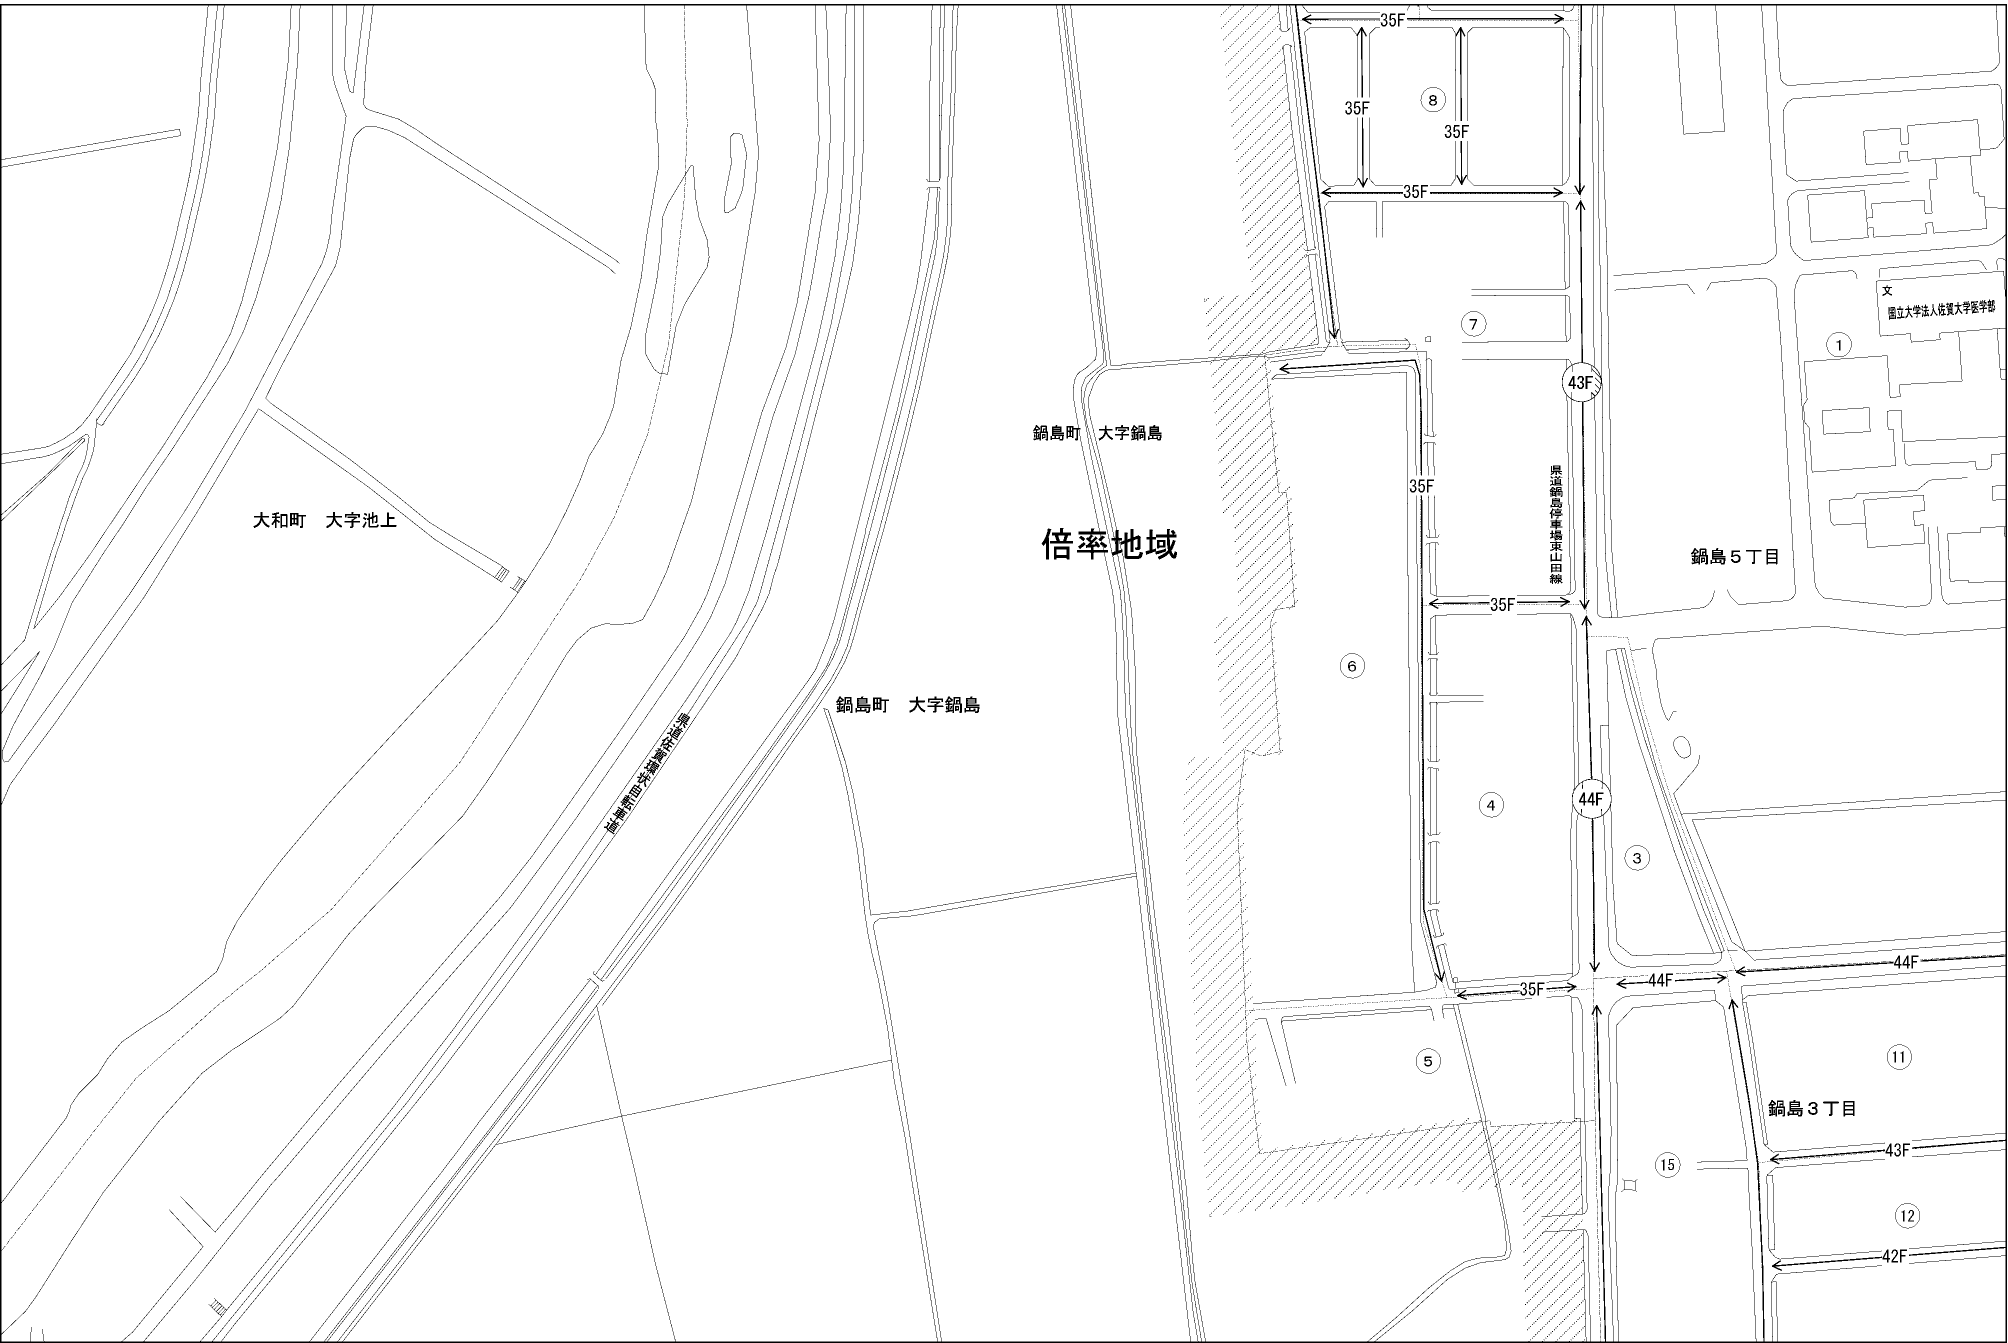 35F
35F
⑧
35F
35F
文
国立大学法人佐賀大学医学部
⑦
①
43F
鍋島町　大字鍋島
県道鍋島停車場東山田線
35F
大和町　大字池上
倍率地域
鍋島５丁目
35F
⑥
鍋島町　大字鍋島
県道佐賀環状自転車道
44F
④
③
44F
44F
35F
⑤
⑪
鍋島３丁目
43F
⑮
⑫
42F